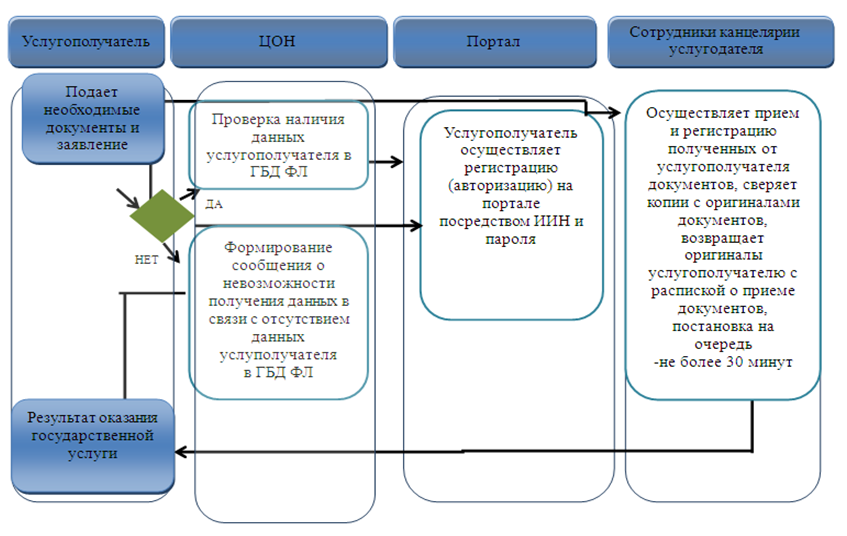 Услугополучатель
ЦОН
Портал
Сотрудники канцелярии
услугодателя
Подает
необходимые
документы и
заявление
Проверка наличия
данных
услугополучателя в
ГБД ФЛ
ДА
НЕТ
Формирование
сообщения о
невозможности
получения данных в
связи с отсутствием
данных
услуполучателя
в ГБД ФЛ
Услугополучатель
осуществляет
регистрацию
(авторизацию) на
портале
посредством ИИН и
пароля
Осуществляет прием
и регистрацию
полученных от
услугополучателя
документов, сверяет
копии с оригиналами
документов,
возвращает
оригиналы
услугополучателю с
распиской о приеме
документов,
постановка на
очередь
-не более 30 минут
Результат оказания
государственной
услуги